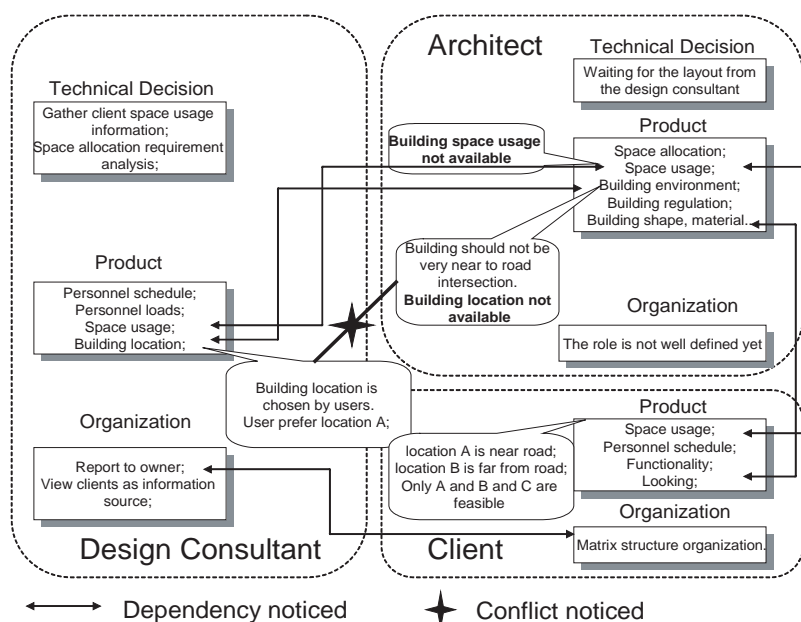 Architect
Technical Decision
Waiting for the layout from
the design consultant
Product
Space allocation;
Space usage;
Building environment;
Building regulation;
Building shape, material.
Building space usage
not available
Building should not be
very near to road
intersection.
Building location not
available
Organization
The role is not well defined yet
Technical Decision
Gather client space usage
information;
Space allocation requirement
analysis;
Product
Personnel schedule;
Personnel loads;
Space usage;
Building location;
Building location is
chosen by users.
User prefer location A;
Organization
Report to owner;
View clients as information
source;
Design Consultant
Product
Space usage;
Personnel schedule;
Functionality;
Looking;
location A is near road;
location B is far from road;
Only A and B and C are
feasible
Organization
Matrix structure organization.
Client
Dependency noticed
Conflict noticed